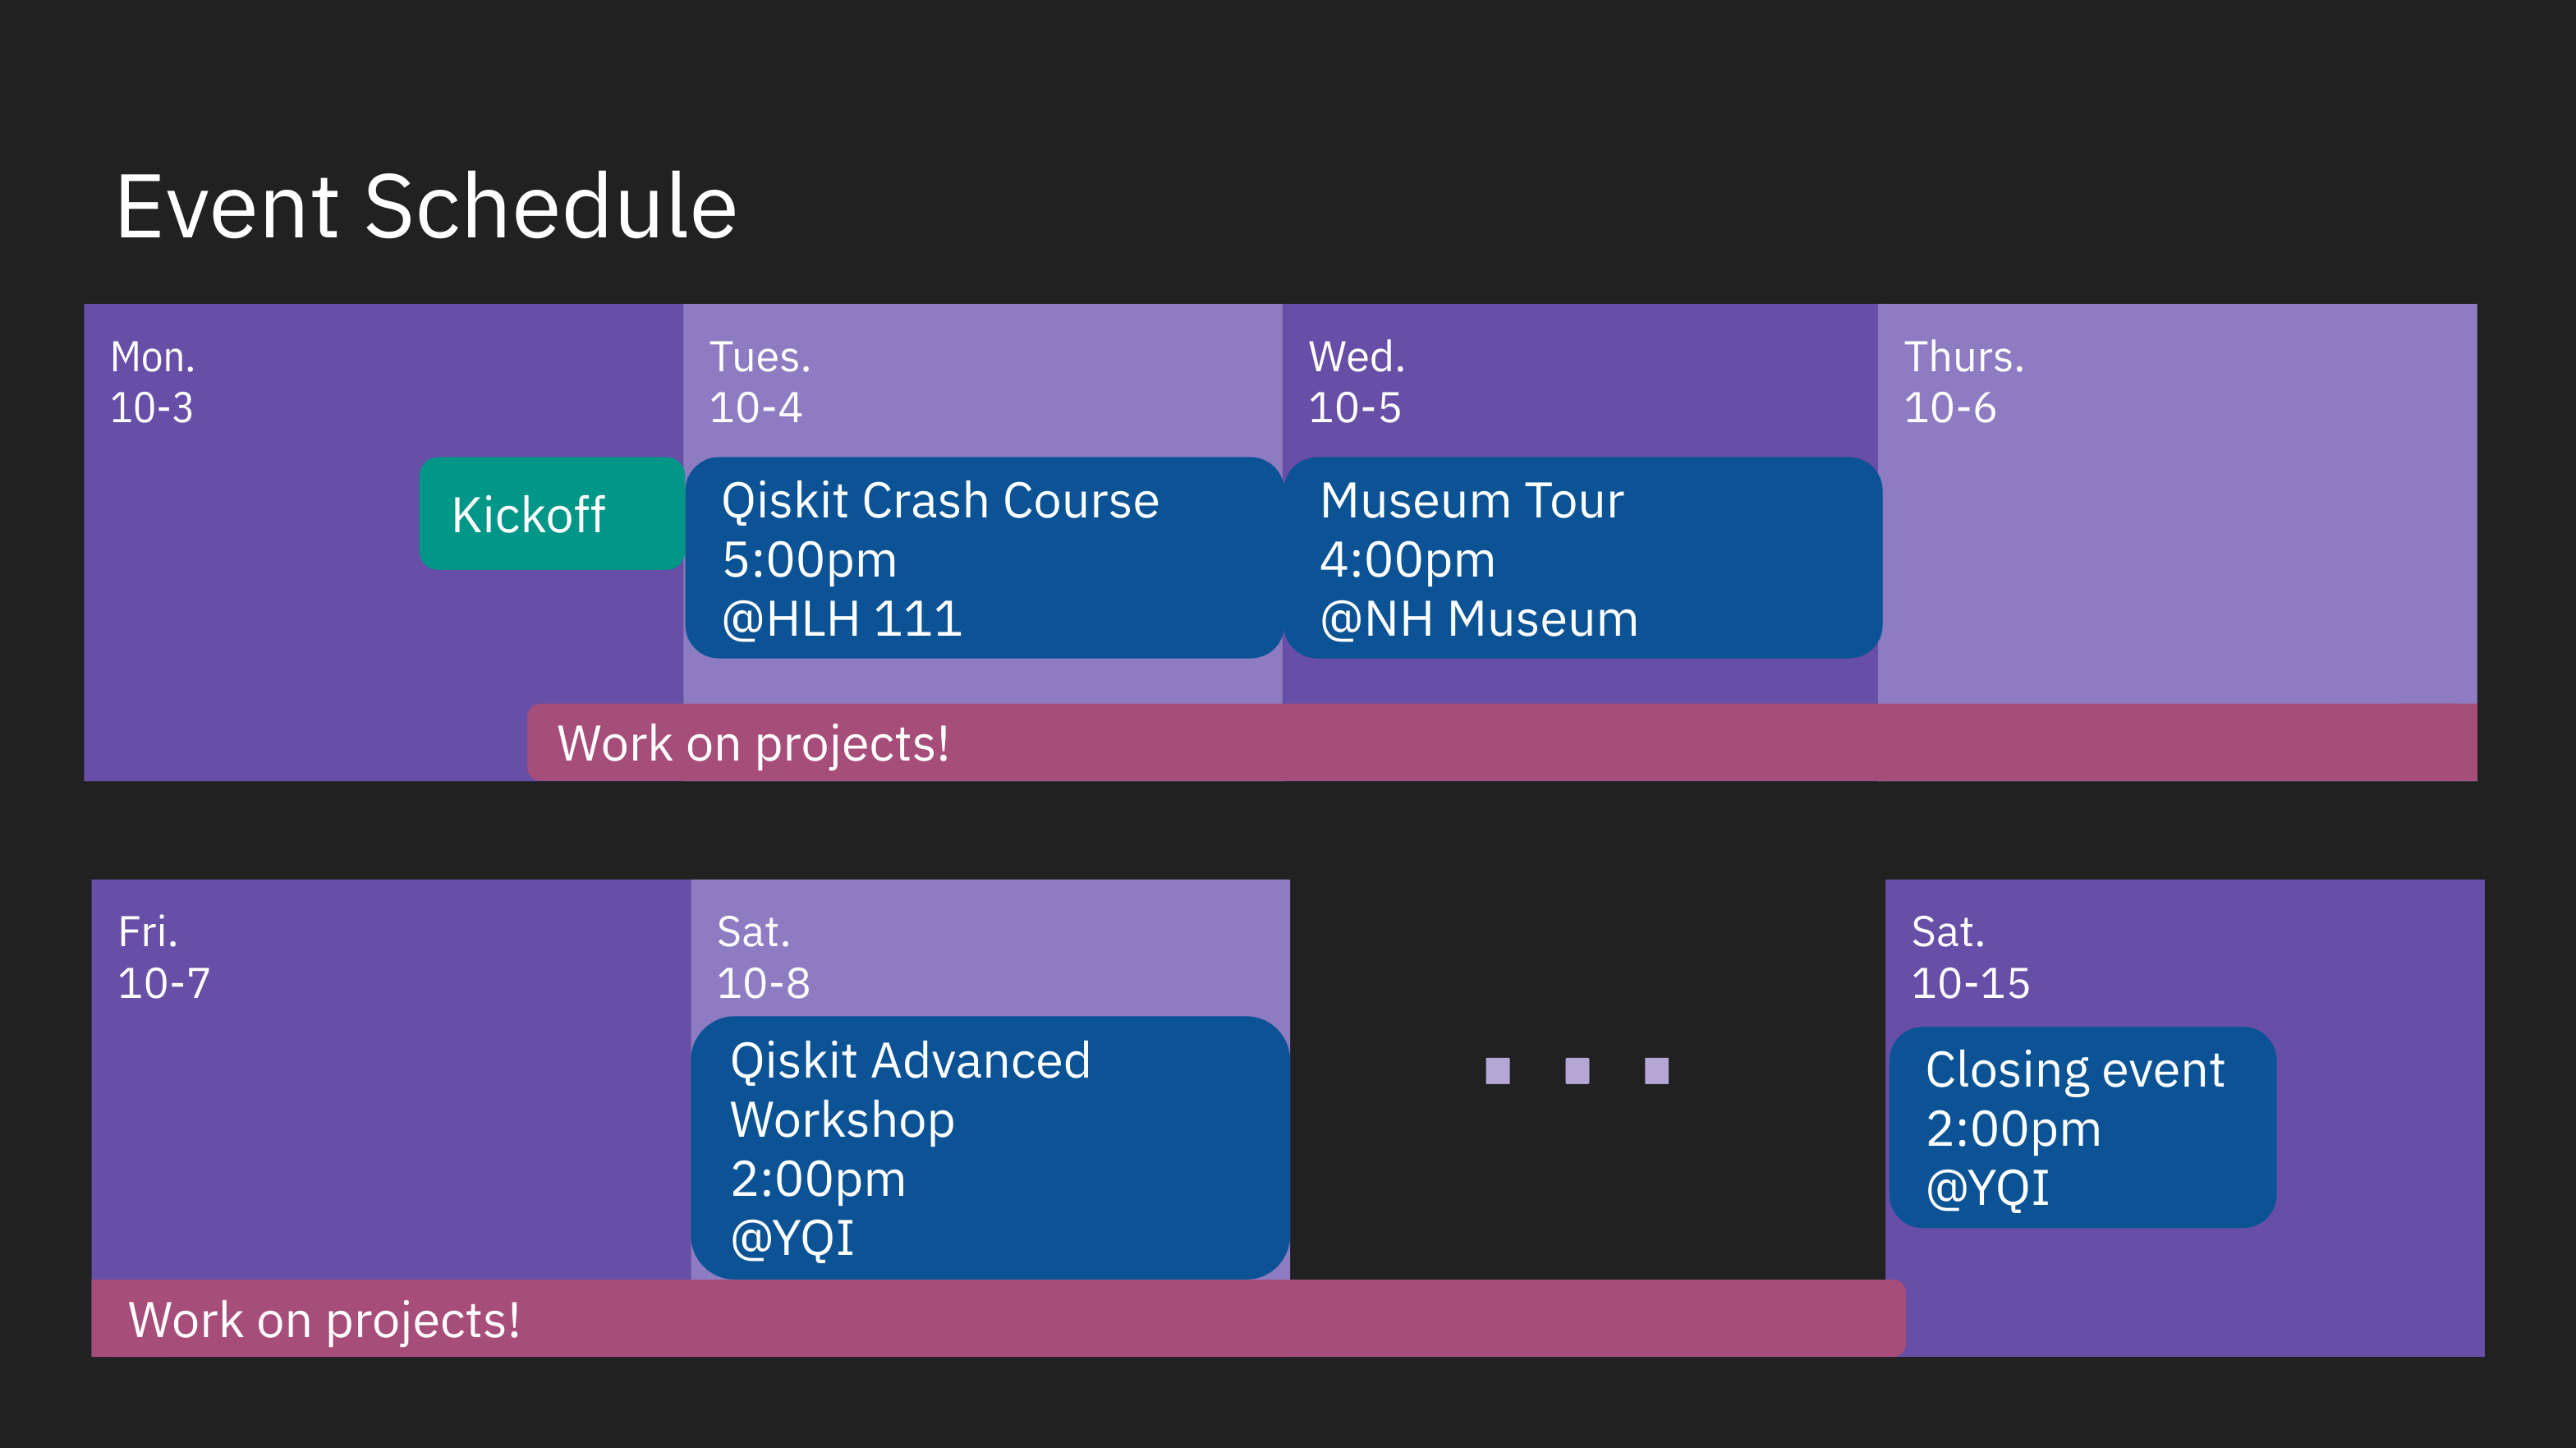 Event Schedule
Mon.
10-3
Kickoff
Tues.
10-4
Qiskit Crash Course
5:00pm
@HLH 111
Wed.
10-5
Museum Tour
4:00pm
@NH Museum
Thurs.
10-6
Work on projects!
Fri.
10-7
Sat.
10-8
Qiskit Advanced
Workshop
2:00pm
@YQI
...
Sat.
10-15
Closing event
2:00pm
@YQI
Work on projects!